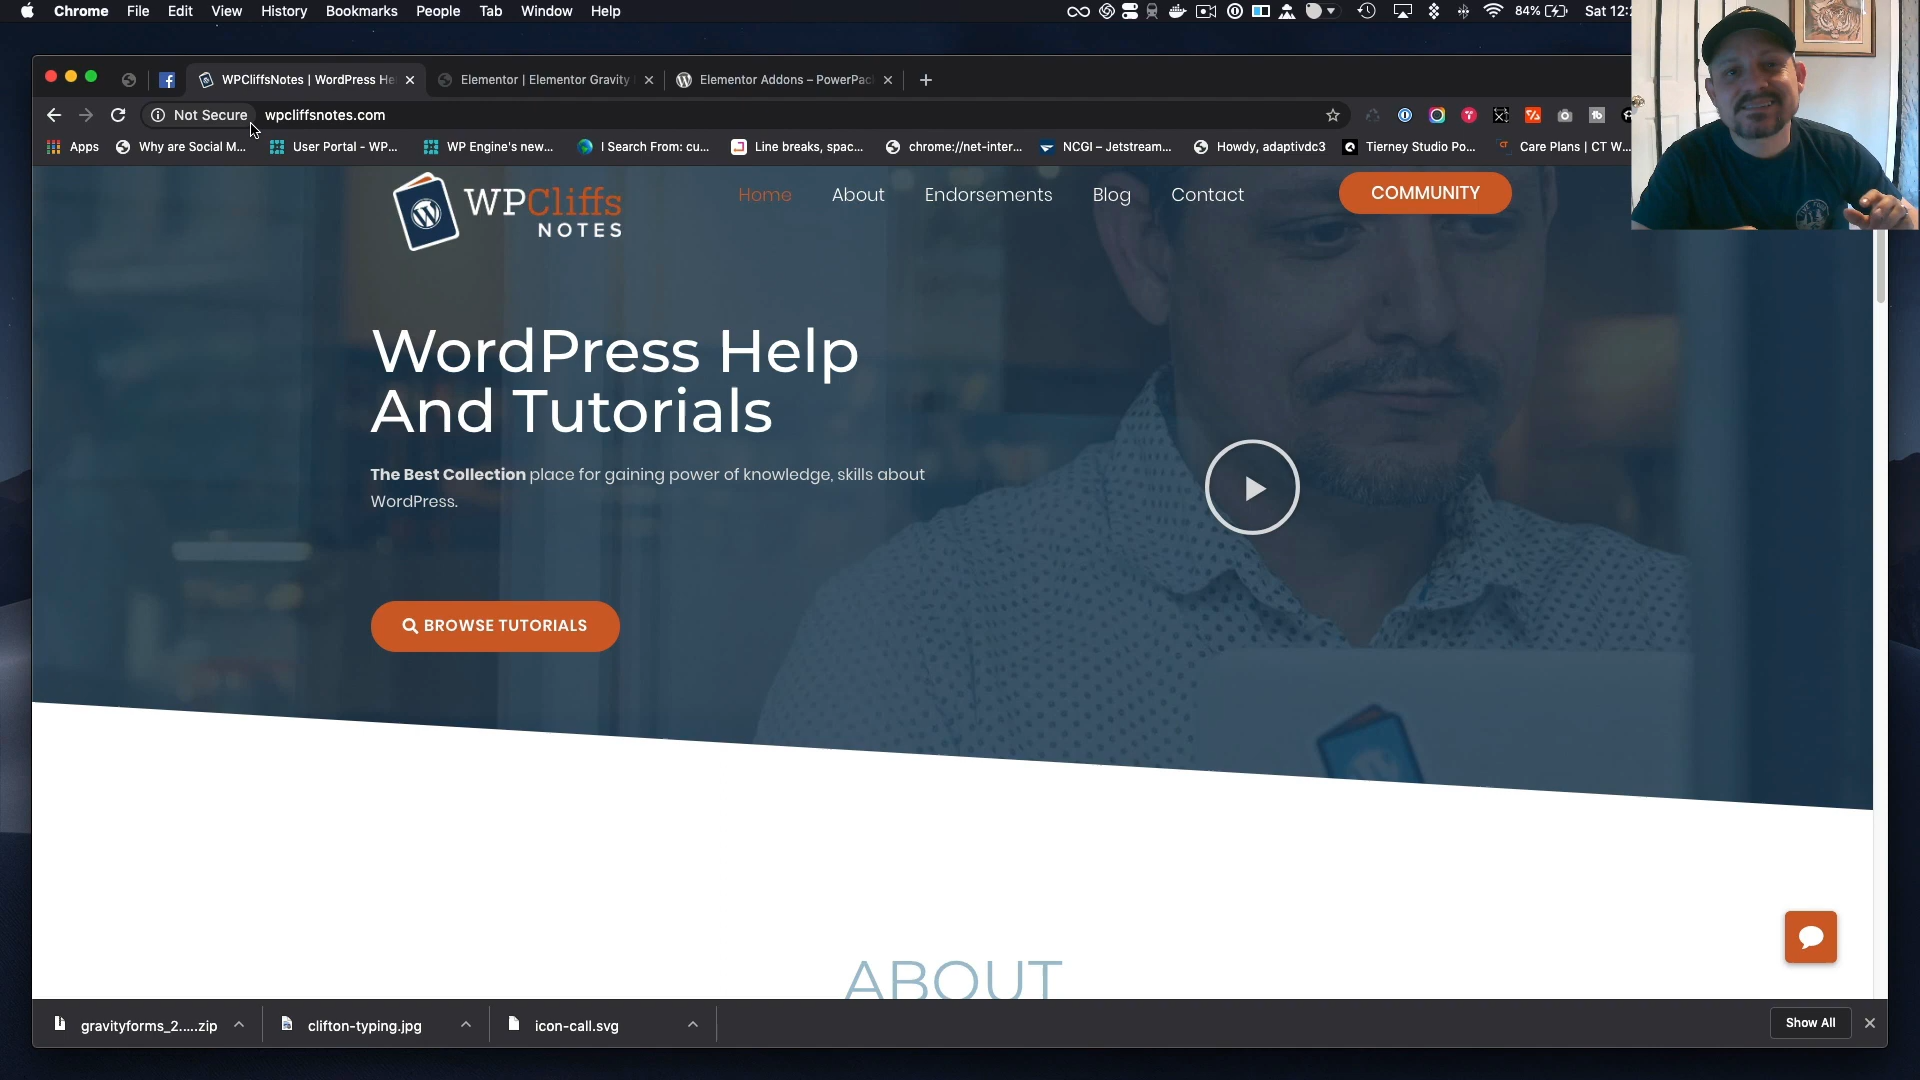 Chrome File Edit View History Bookmarks People Tab Window Help
84%
Sat 12:
WPCliffsNotes | WordPress He
Elementor | Elementor Gravity
Elementor Addons – PowerPac
Not Secure
wpcliffsnotes.com
Apps
Why are Social M...
User Portal - WP...
WP Engine's new...
I Search From: cu...
Line breaks, spac...
chrome://net-inter...
NCGI – Jetstream...
Howdy, adaptivdc3
Tierney Studio Po...
Care Plans | CT W...
WPCliffs
NOTES
Home
About
Endorsements
Blog
Contact
COMMUNITY
WordPress Help
And Tutorials
The Best Collection place for gaining power of knowledge, skills about
WordPress.
BROWSE TUTORIALS
ABOUT
gravityforms_2.....zip
clifton-typing.jpg
icon-call.svg
Show All